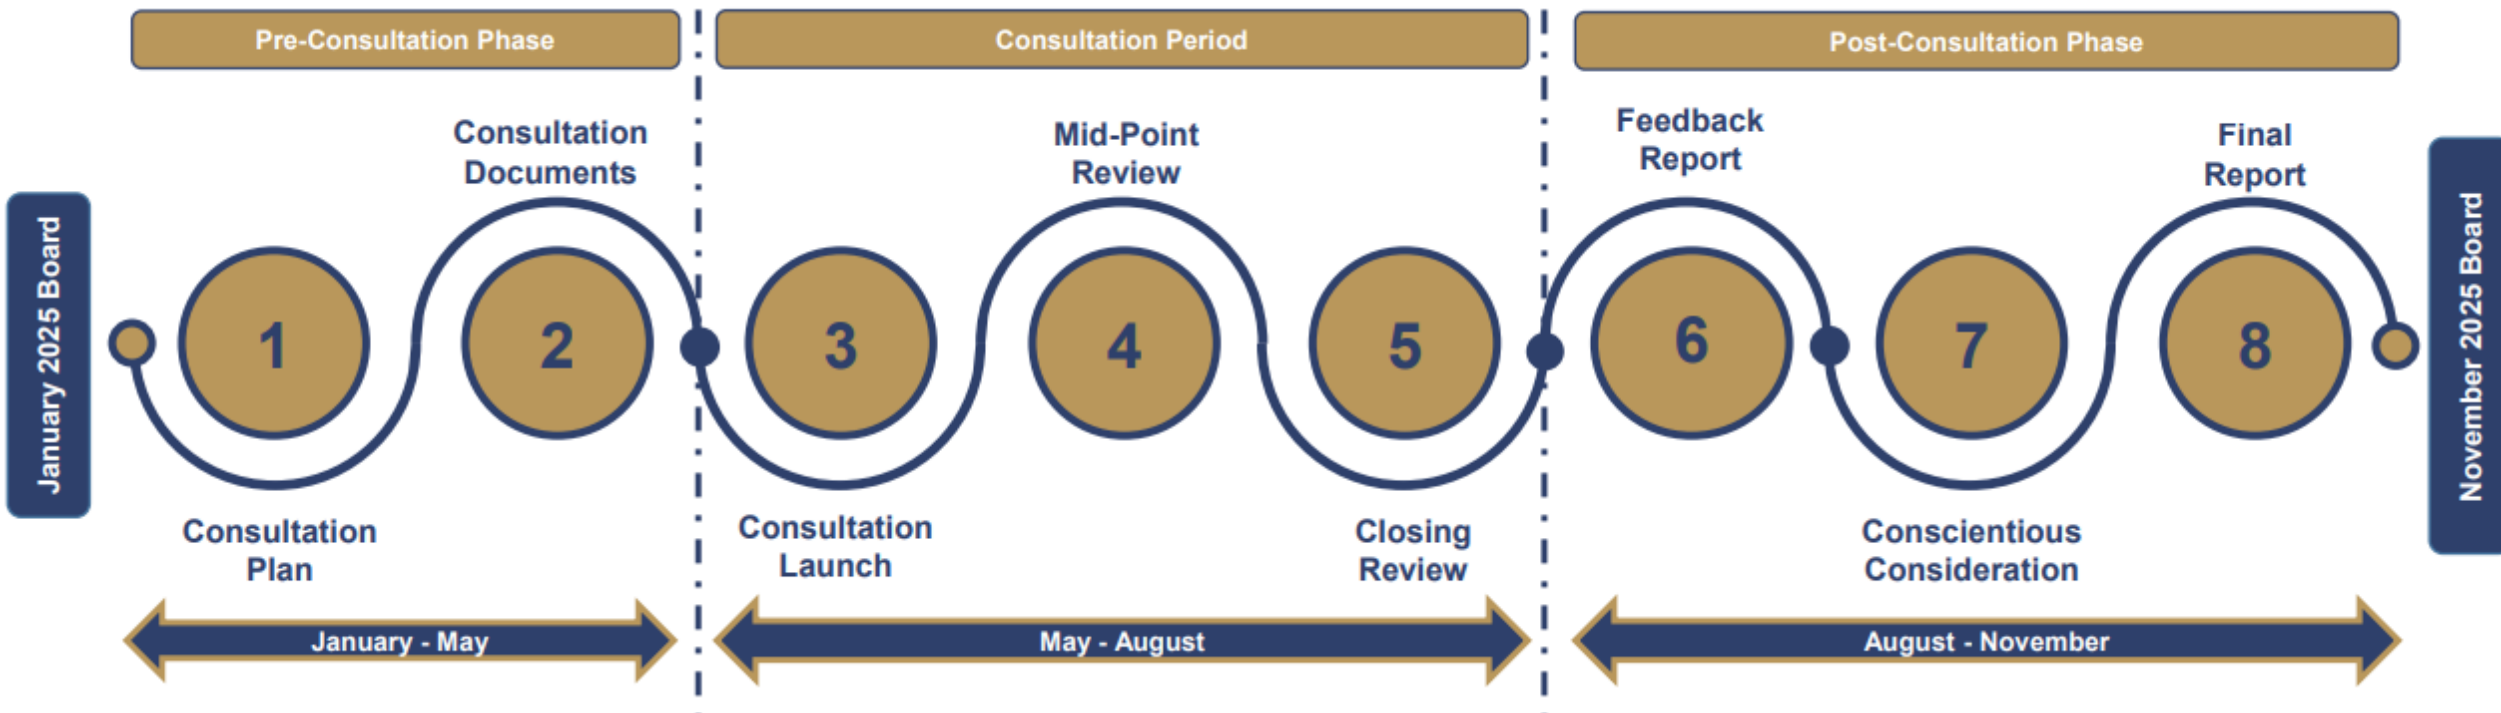 Pre-Consultation Phase
Consultation Period
Post-Consultation Phase
January 2025 Board
1
Consultation
Plan
Consultation
Documents
2
3
Consultation
Launch
Mid-Point
Review
4
5
Closing
Review
Feedback
Report
6
7
Conscientious
Consideration
Final
Report
8
November 2025 Board
January - May
May - August
August - November